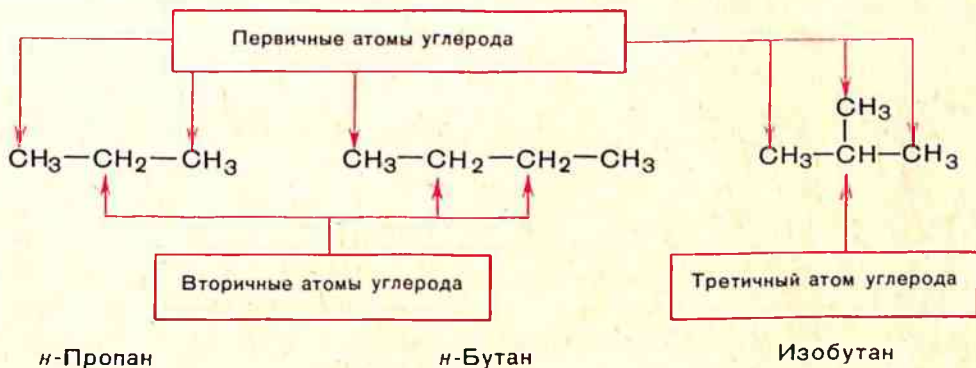 Первичные атомы углерода
CH₃
CH₃—CH₂—CH₃ CH₃—CH₂—CH₂—CH₃ CH₃—CH—CH₃
Вторичные атомы углерода Третичный атом углерода
н-Пропан н-Бутан Изобутан